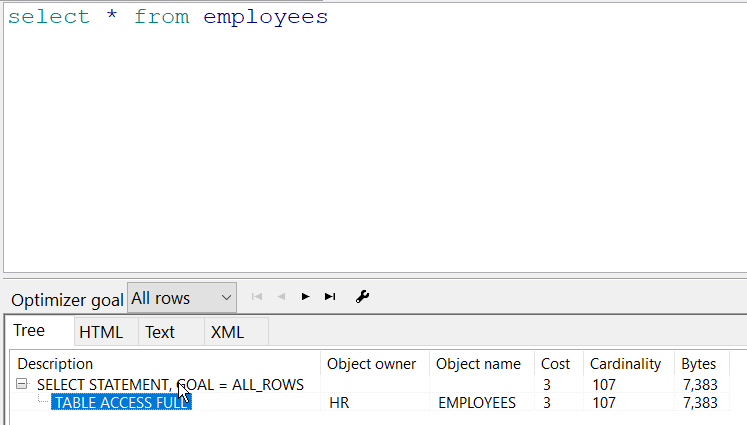 select * from employees
Optimizer goal All rows
Tree HTML Text XML
Description Object owner Object name Cost Cardinality Bytes
SELECT STATEMENT, GOAL = ALL_ROWS 3 107 7,383
TABLE ACCESS FULL HR EMPLOYEES 3 107 7,383